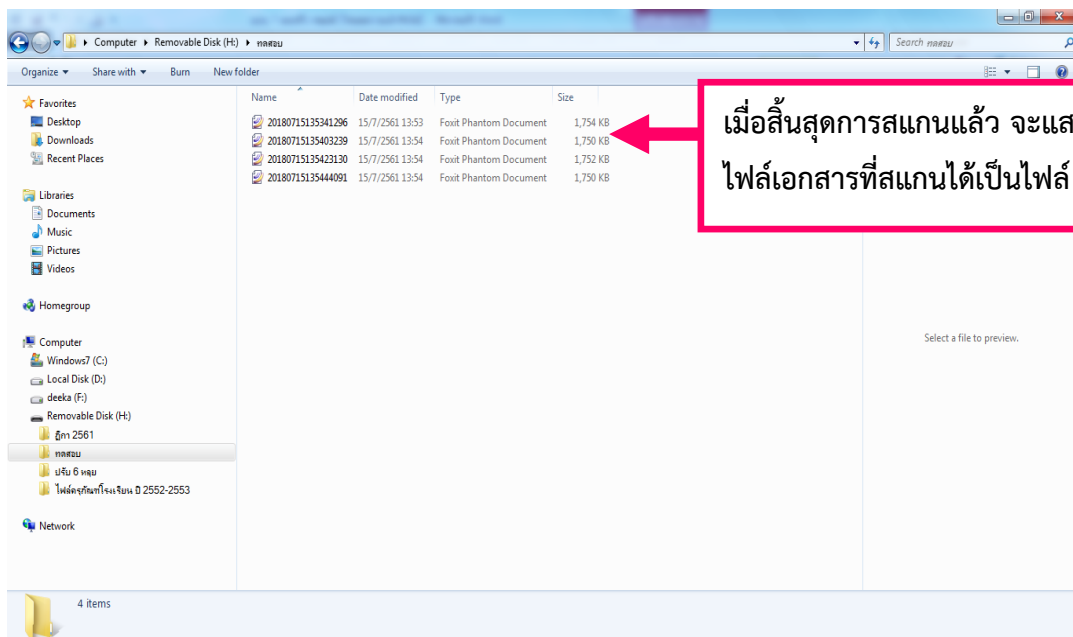 Computer ▸ Removable Disk (H:) ▸ ทดสอบ
Search ทดสอบ
Organize Share with Burn New folder
Favorites
Desktop
Downloads
Recent Places
Libraries
Documents
Music
Pictures
Videos
Homegroup
Computer
Windows7 (C:)
Local Disk (D:)
deeka (F:)
Removable Disk (H:)
ฎีกา 2561
ทดสอบ
ปรับ 6 หลุม
ไฟล์ครุภัณฑ์โรงเรียน ปี 2552-2553
Network
Name Date modified Type Size
20180715135341296 15/7/2561 13:53 Foxit Phantom Document 1,754 KB
20180715135403239 15/7/2561 13:54 Foxit Phantom Document 1,750 KB
20180715135423130 15/7/2561 13:54 Foxit Phantom Document 1,752 KB
20180715135444091 15/7/2561 13:54 Foxit Phantom Document 1,750 KB
เมื่อสิ้นสุดการสแกนแล้ว จะแส
ไฟล์เอกสารที่สแกนได้เป็นไฟล์
Select a file to preview.
4 items